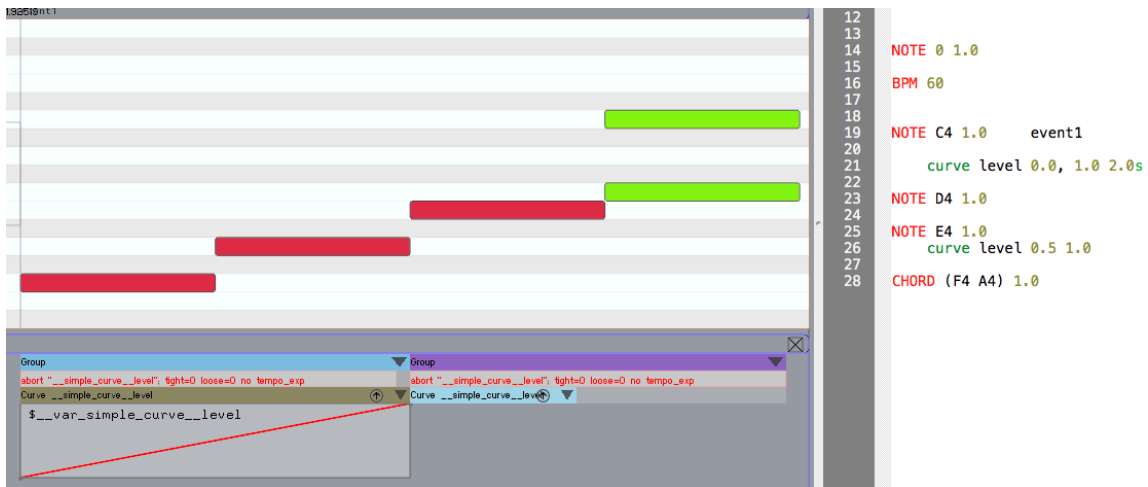 1.92519nt1
Group
Group
abort "__simple_curve__level"; tight=0 loose=0 no tempo_exp
abort "__simple_curve__level"; tight=0 loose=0 no tempo_exp
Curve __simple_curve__level
Curve __simple_curve__level
$__var_simple_curve__level
12
13
14 NOTE 0 1.0
15
16 BPM 60
17
18
19 NOTE C4 1.0 event1
20
21 curve level 0.0, 1.0 2.0s
22
23 NOTE D4 1.0
24
25 NOTE E4 1.0
26 curve level 0.5 1.0
27
28 CHORD (F4 A4) 1.0